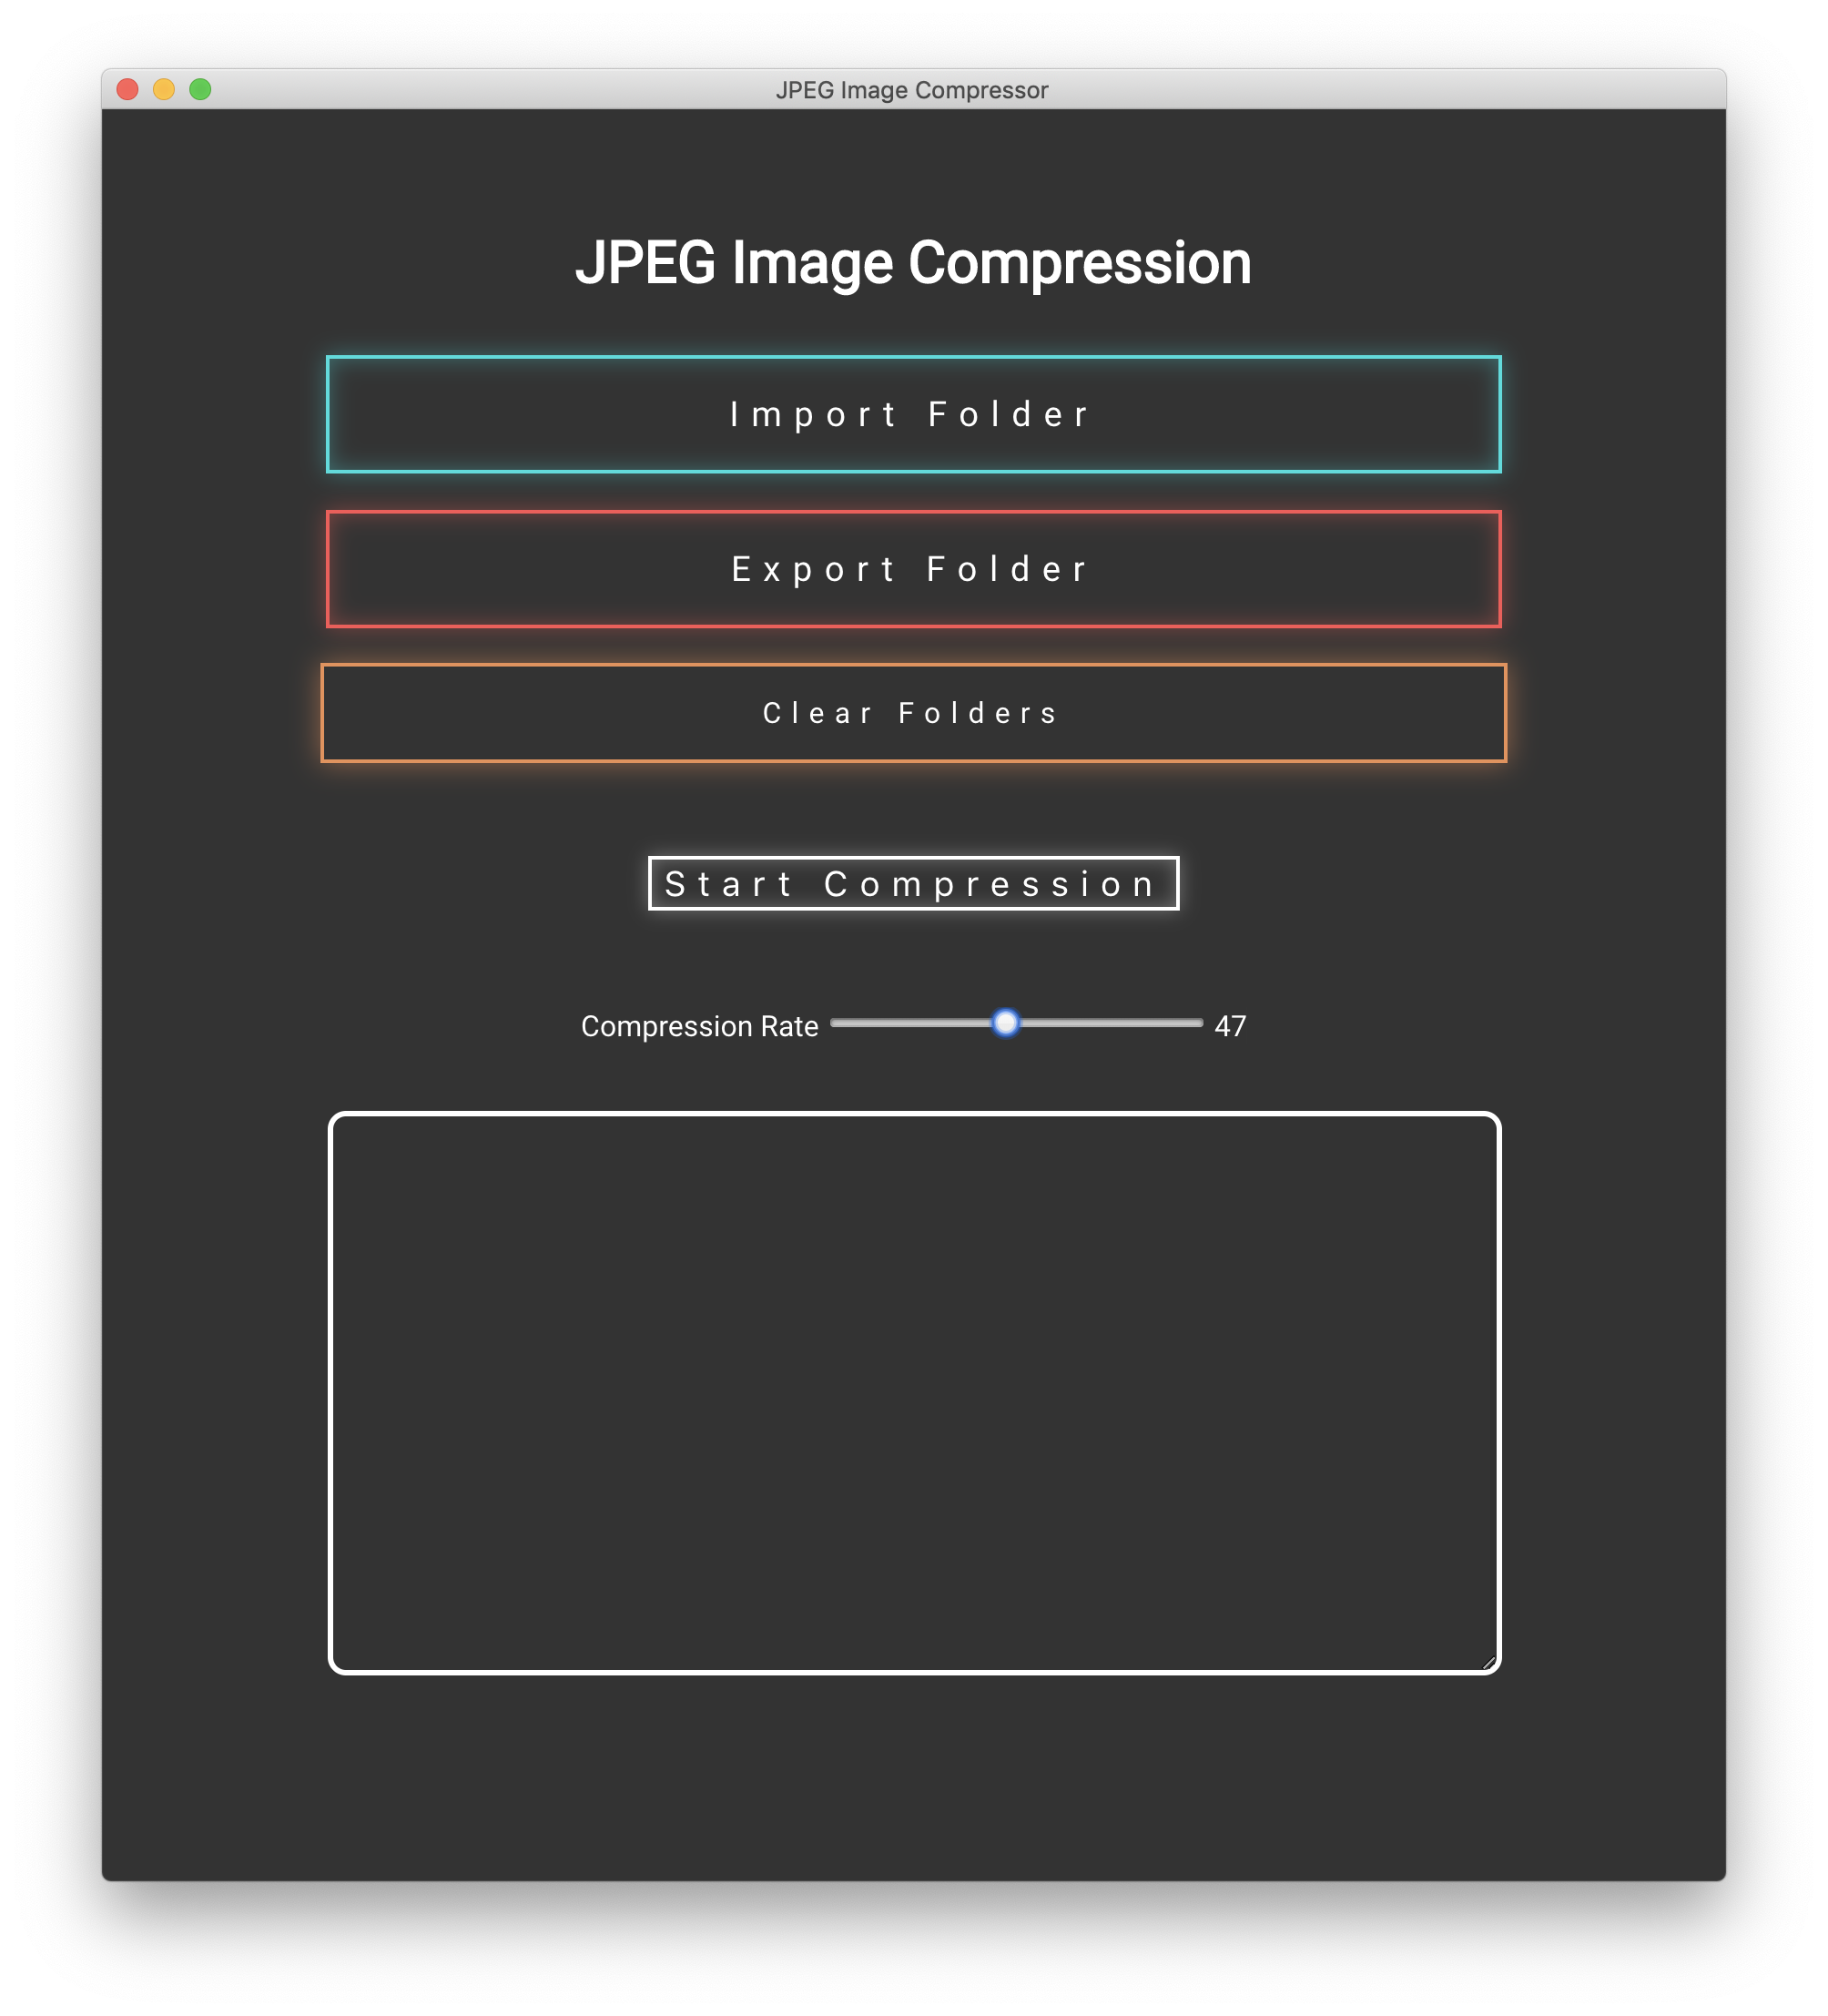 JPEG Image Compressor
JPEG Image Compression
Import Folder
Export Folder
Clear Folders
Start Compression
Compression Rate 47